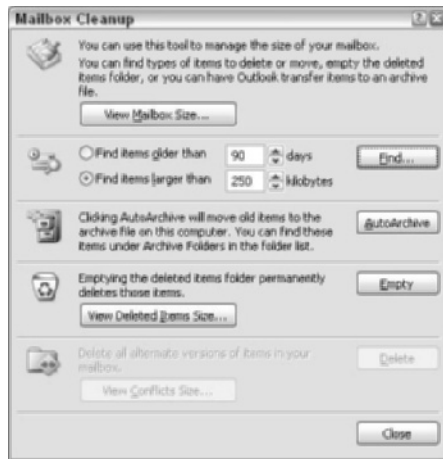 Mailbox Cleanup
You can use this tool to manage the size of your mailbox.
You can find types of items to delete or move, empty the deleted
items folder, or you can have Outlook transfer items to an archive
file.
View Mailbox Size...
Find items older than 90 days
Find...
Find items larger than 250 kilobytes
Clicking AutoArchive will move old items to the
archive file on this computer. You can find these
items under Archive Folders in the folder list.
AutoArchive
Emptying the deleted items folder permanently
deletes those items.
Empty
View Deleted Items Size...
Delete all alternate versions of items in your
mailbox.
Delete
View Conflicts Size...
Close